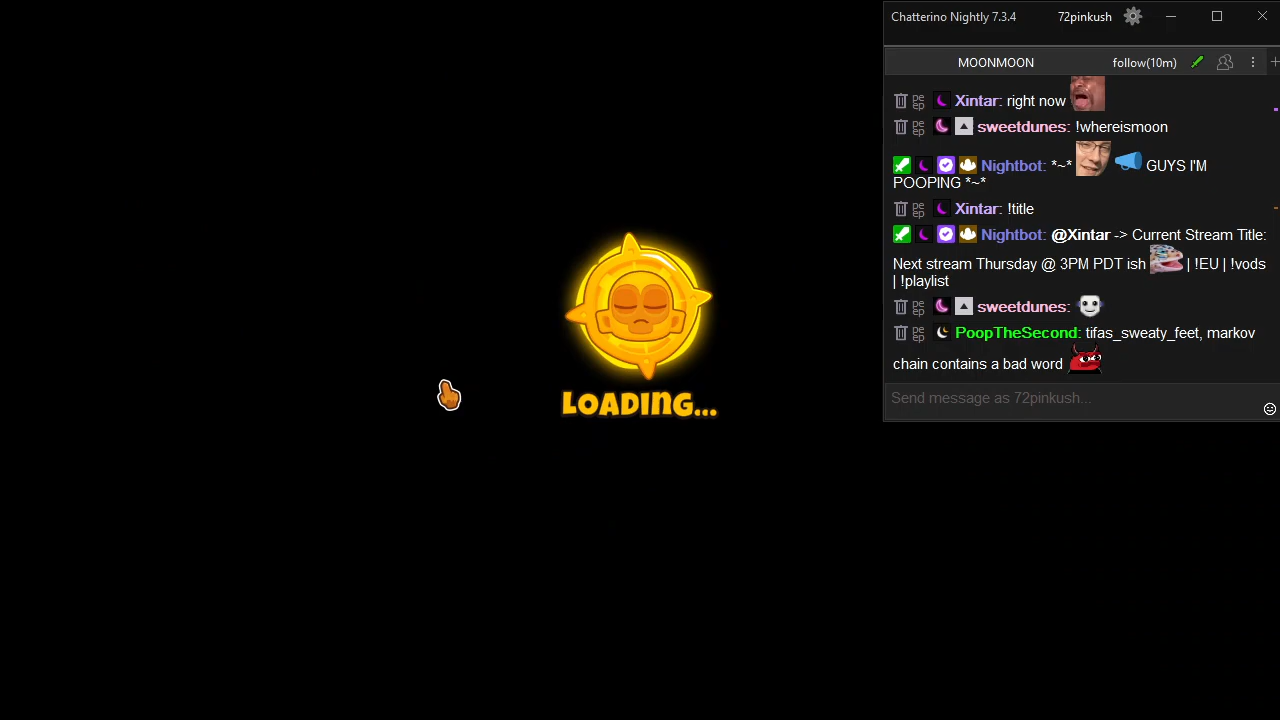 Chatterino Nightly 7.3.4
72pinkush
MOONMOON
follow(10m)
Xintar: right now
sweetdunes: !whereismoon
Nightbot: *~* GUYS I'M
POOPING *~*
Xintar: !title
Nightbot: @Xintar -> Current Stream Title:
Next stream Thursday @ 3PM PDT ish | !EU | !vods
| !playlist
sweetdunes:
PoopTheSecond: tifas_sweaty_feet, markov
chain contains a bad word
Send message as 72pinkush...
LOADING...